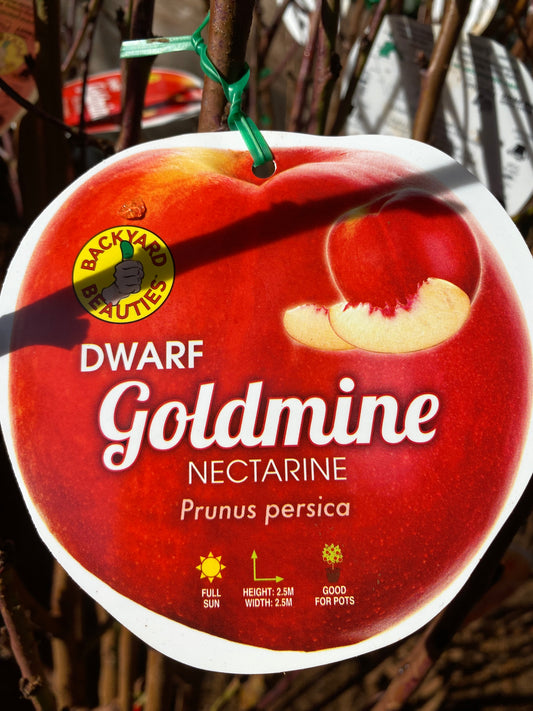 BACKYARD
BEAUTIES
DWARF
Goldmine
NECTARINE
Prunus persica
FULL
SUN
HEIGHT: 2.5M
WIDTH: 2.5M
GOOD
FOR POTS